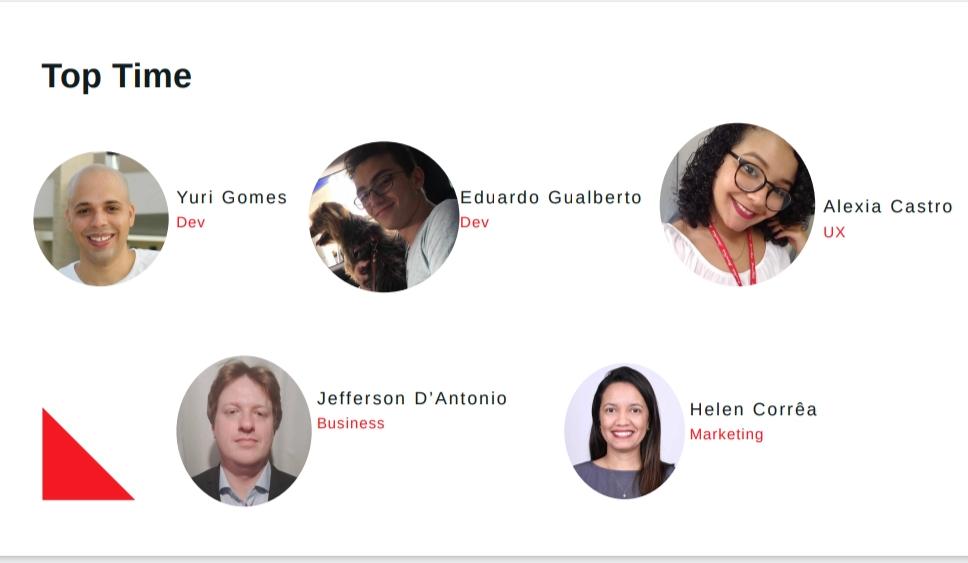 Top Time
Yuri Gomes
Dev
Eduardo Gualberto
Dev
Alexia Castro
UX
Jefferson D'Antonio
Business
Helen Corrêa
Marketing